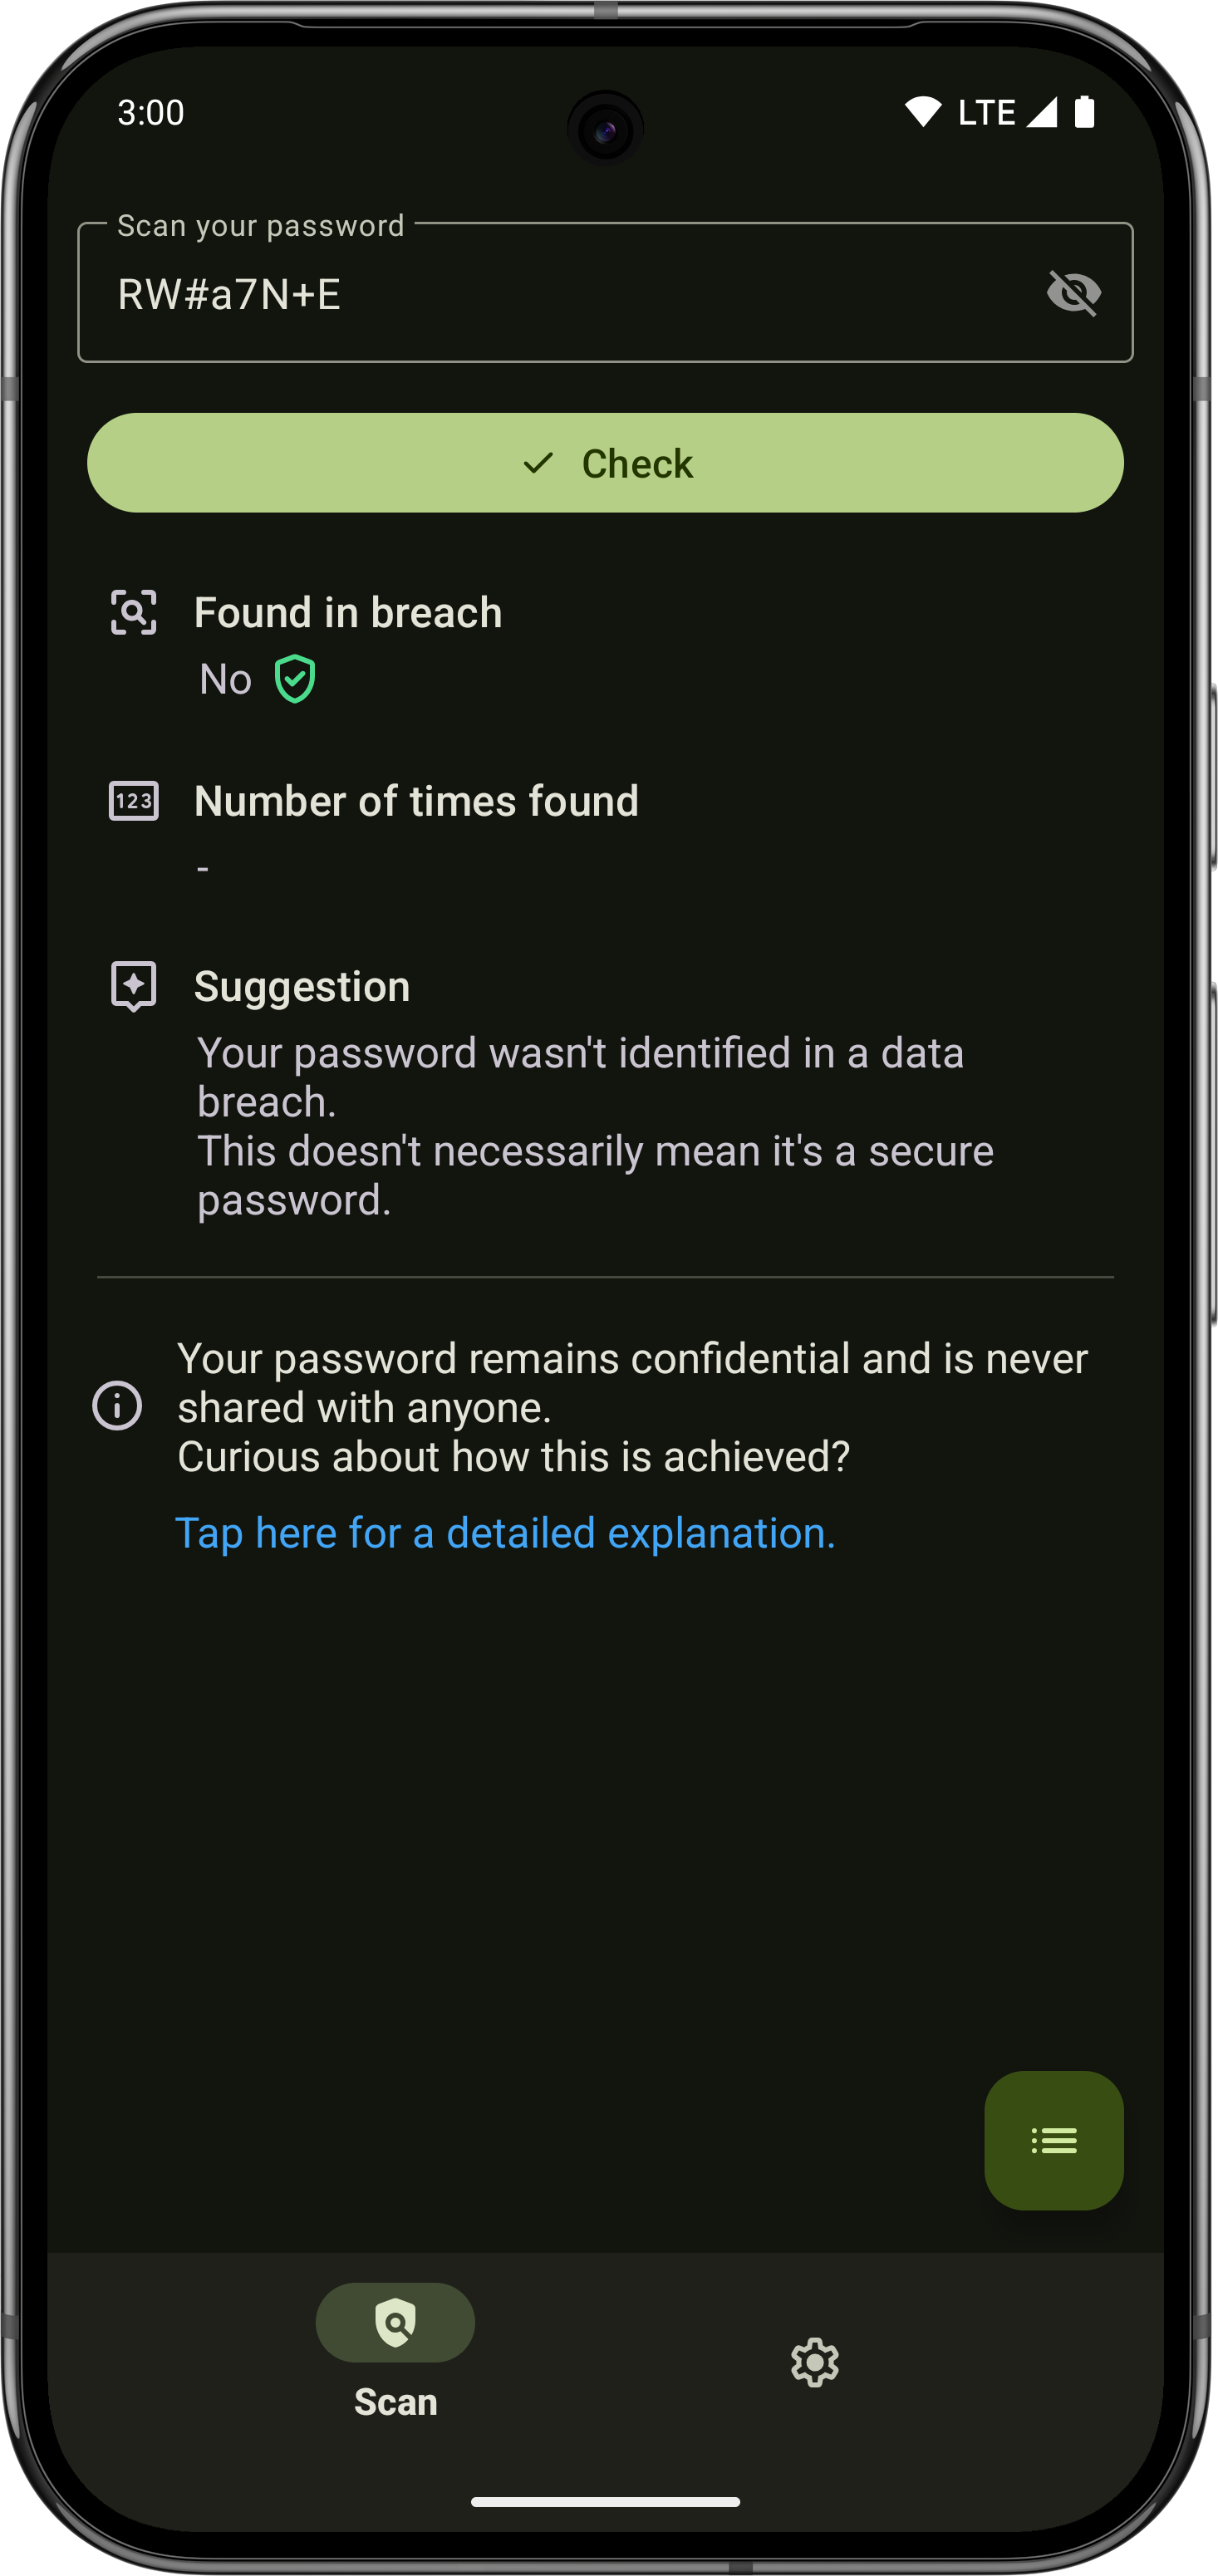 3:00 LTE
Scan your password
RW#a7N+E
Check
Found in breach
No
123 Number of times found
-
Suggestion
Your password wasn't identified in a data
breach.
This doesn't necessarily mean it's a secure
password.
Your password remains confidential and is never
shared with anyone.
Curious about how this is achieved?
Tap here for a detailed explanation.
Scan